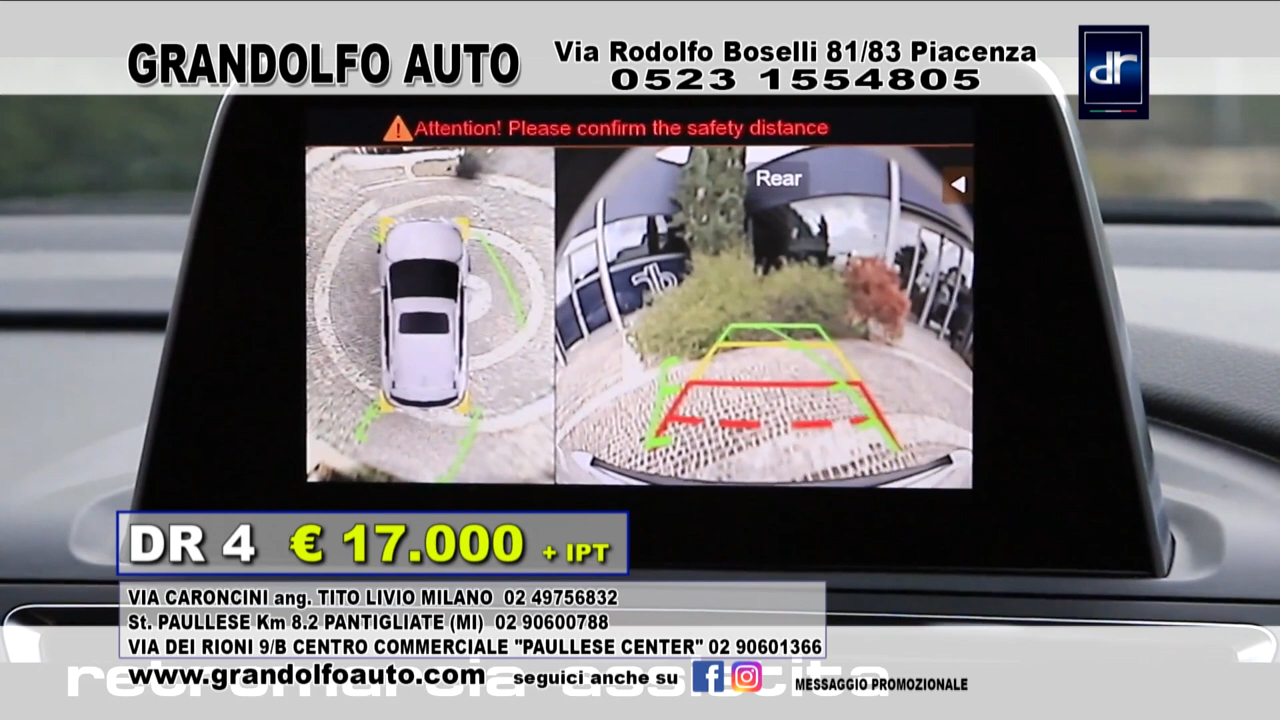 GRANDOLFO AUTO
Via Rodolfo Boselli 81/83 Piacenza
0523 1554805
dr
Attention! Please confirm the safety distance
Rear
DR 4 € 17.000 + IPT
VIA CARONCINI ang. TITO LIVIO MILANO 02 49756832
St. PAULLESE Km 8.2 PANTIGLIATE (MI) 02 90600788
VIA DEI RIONI 9/B CENTRO COMMERCIALE "PAULLESE CENTER" 02 90601366
retromarcia assistita
www.grandolfoauto.com seguici anche su
MESSAGGIO PROMOZIONALE